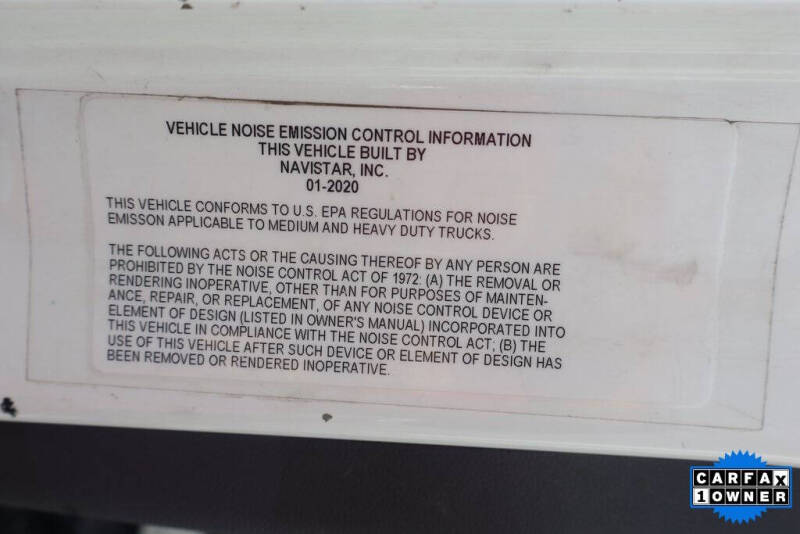 VEHICLE NOISE EMISSION CONTROL INFORMATION
THIS VEHICLE BUILT BY
NAVISTAR, INC.
01-2020
THIS VEHICLE CONFORMS TO U.S. EPA REGULATIONS FOR NOISE
EMISSON APPLICABLE TO MEDIUM AND HEAVY DUTY TRUCKS.
THE FOLLOWING ACTS OR THE CAUSING THEREOF BY ANY PERSON ARE
PROHIBITED BY THE NOISE CONTROL ACT OF 1972: (A) THE REMOVAL OR
RENDERING INOPERATIVE, OTHER THAN FOR PURPOSES OF MAINTEN-
ANCE, REPAIR, OR REPLACEMENT, OF ANY NOISE CONTROL DEVICE OR
ELEMENT OF DESIGN (LISTED IN OWNER'S MANUAL) INCORPORATED INTO
THIS VEHICLE IN COMPLIANCE WITH THE NOISE CONTROL ACT; (B) THE
USE OF THIS VEHICLE AFTER SUCH DEVICE OR ELEMENT OF DESIGN HAS
BEEN REMOVED OR RENDERED INOPERATIVE.
CARFAX
1 OWNER